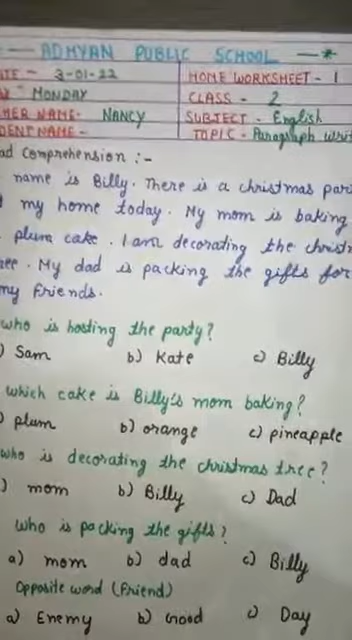 ADHYAN PUBLIC SCHOOL
3-01-22 HOME WORKSHEET - 1
MONDAY CLASS - 2
NAME- NANCY SUBJECT - English
NAME - TOPIC - Paragraph
Comprehension :-
name is Billy. There is a christmas
my home today. My mom is baking
plum cake. I am decorating the
My dad is packing the gifts for
my friends.
who is hosting the party?
Sam b) Kate c) Billy
which cake is Billy's mom baking?
plum b) orange c) pineapple
who is decorating the christmas tree?
mom b) Billy c) Dad
who is packing the gifts?
a) mom b) dad c) Billy
opposite word (friend)
a) Enemy b) Good c) Day